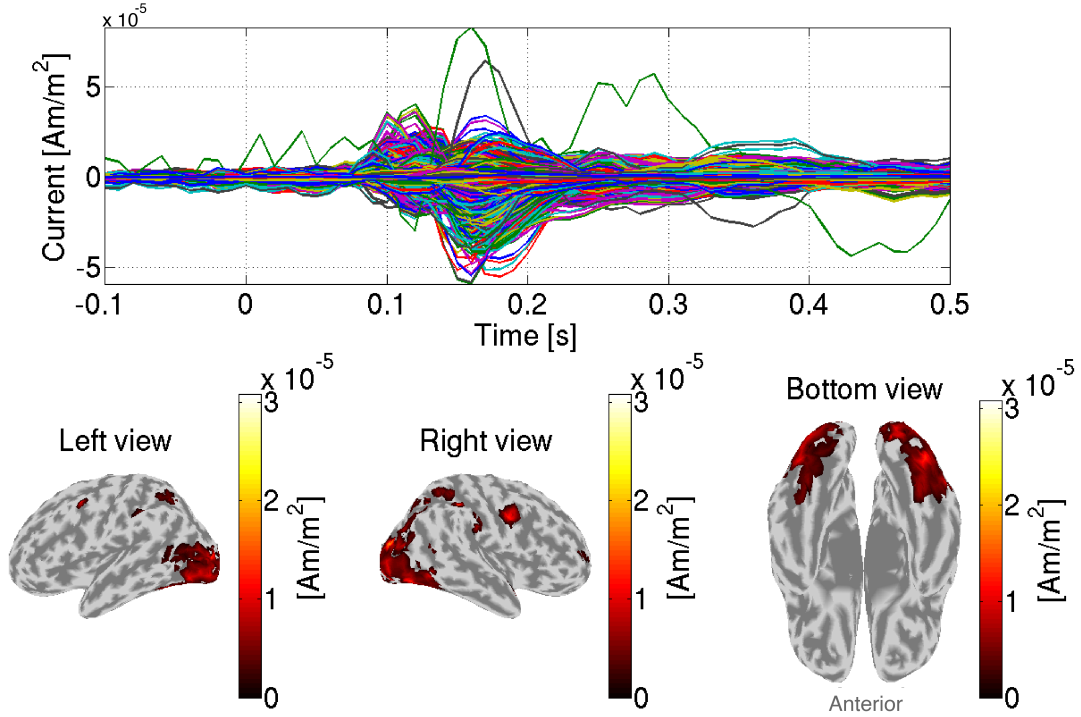 x 10^-5
Current [Am/m^2]
5
0
-5
-0.1 0 0.1 0.2 0.3 0.4 0.5
Time [s]
Left view
x 10^-5
3
2
1
0
[Am/m^2]
Right view
x 10^-5
3
2
1
0
[Am/m^2]
Bottom view
x 10^-5
3
2
1
0
[Am/m^2]
Anterior